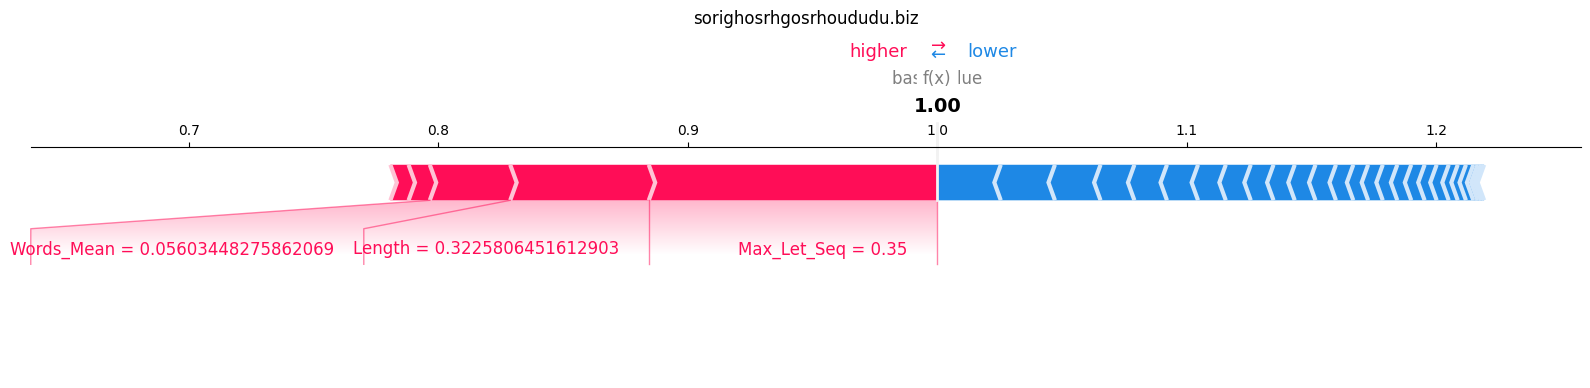 sorighosrhgosrhoududu.biz
higher ⇄ lower
f(x)
1.00
0.7 0.8 0.9 1.0 1.1 1.2
Words_Mean = 0.05603448275862069 Length = 0.3225806451612903 Max_Let_Seq = 0.35